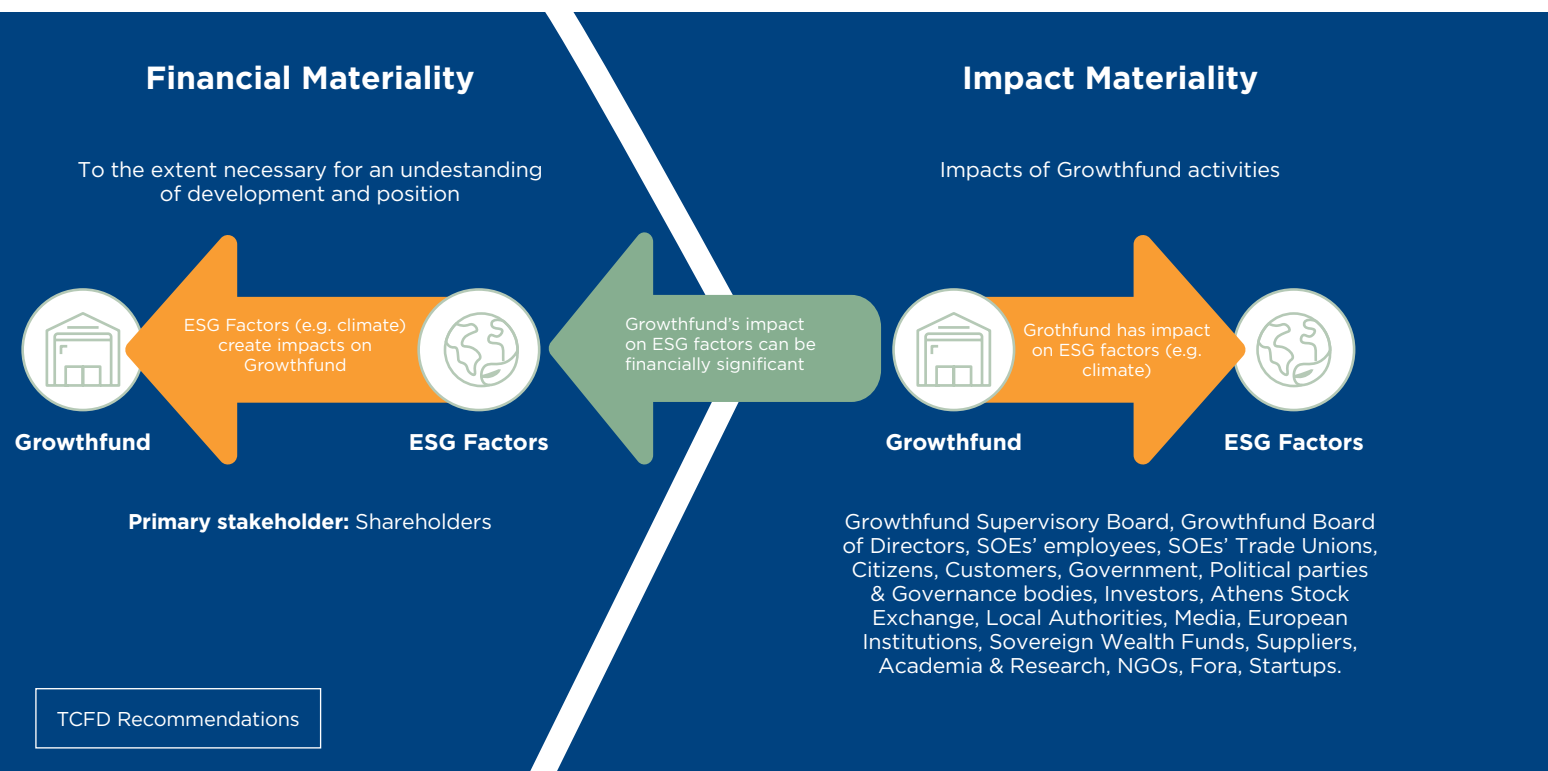 Financial Materiality
To the extent necessary for an undestanding
of development and position
ESG Factors (e.g. climate)
create impacts on
Growthfund
Growthfund
ESG Factors
Primary stakeholder: Shareholders
TCFD Recommendations
Growthfund's impact
on ESG factors can be
financially significant
Impact Materiality
Impacts of Growthfund activities
Grothfund has impact
on ESG factors (e.g.
climate)
Growthfund
ESG Factors
Growthfund Supervisory Board, Growthfund Board
of Directors, SOEs' employees, SOEs' Trade Unions,
Citizens, Customers, Government, Political parties
& Governance bodies, Investors, Athens Stock
Exchange, Local Authorities, Media, European
Institutions, Sovereign Wealth Funds, Suppliers,
Academia & Research, NGOs, Fora, Startups.